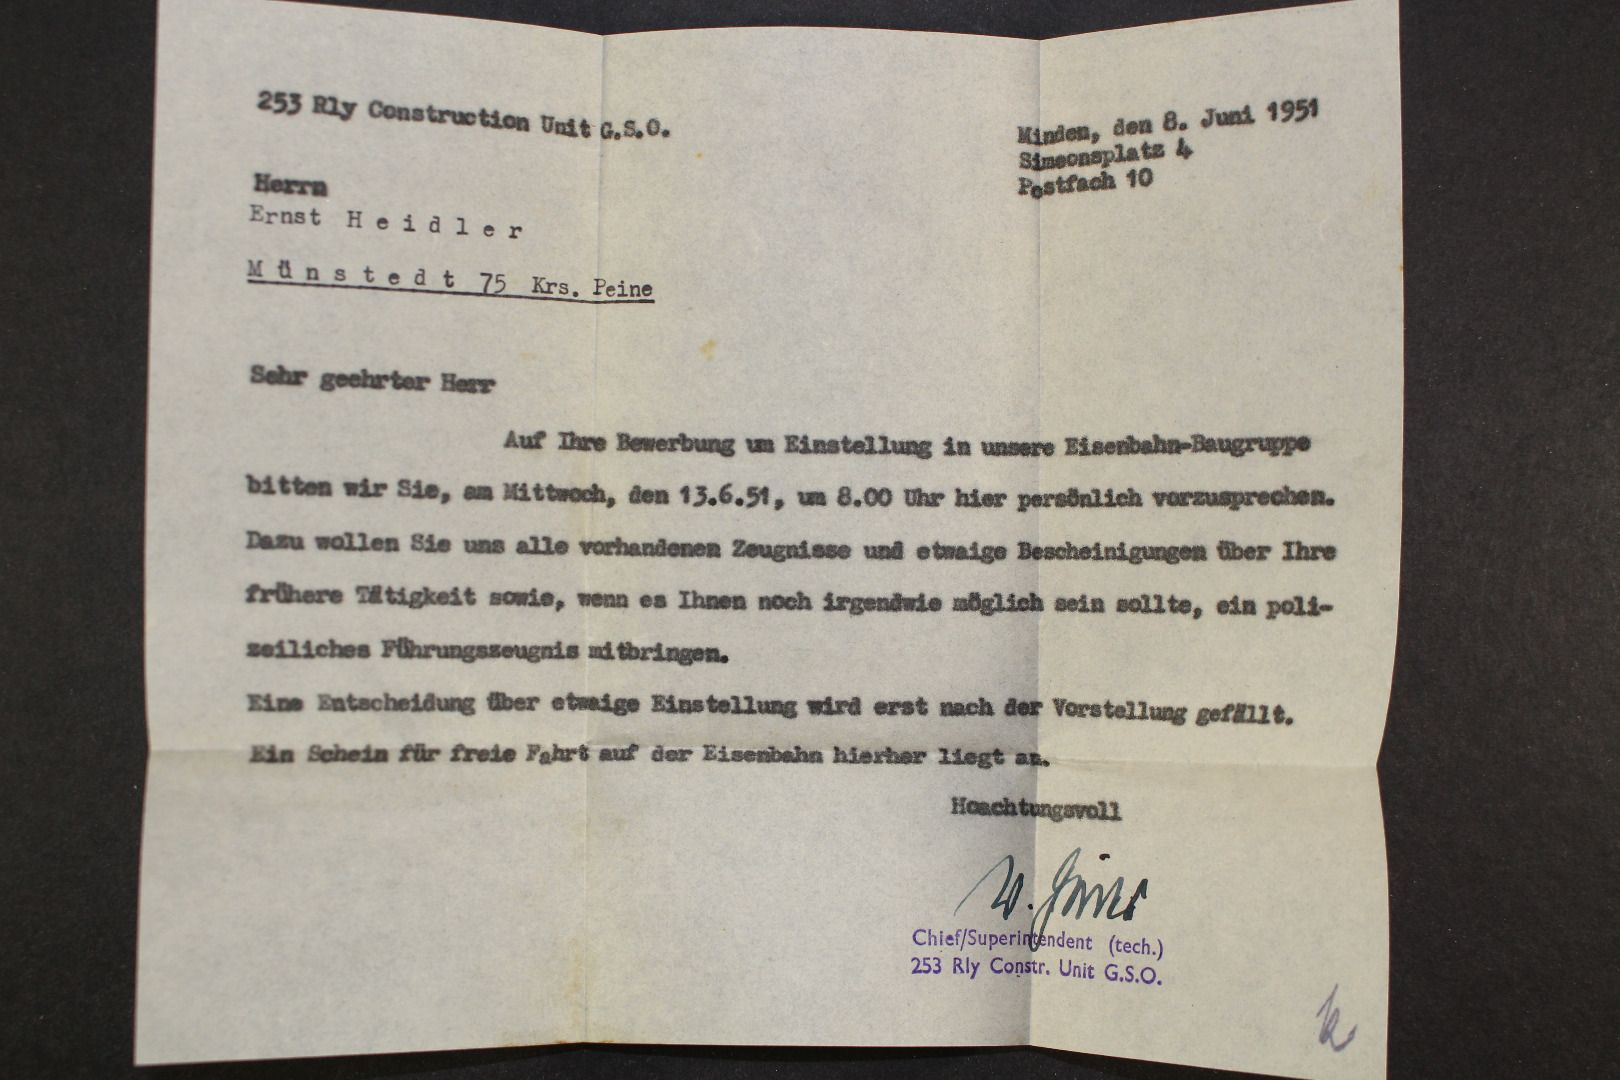 253 Rly Construction Unit G.S.O.
Minden, den 8. Juni 1951
Simeonsplatz 4
Postfach 10
Herrn
Ernst H e i d l e r
M ü n s t e d t 75 Krs. Peine
Sehr geehrter Herr
Auf Ihre Bewerbung um Einstellung in unsere Eisenbahn-Baugruppe
bitten wir Sie, am Mittwoch, den 13.6.51, um 8.00 Uhr hier persönlich vorzusprechen.
Dazu wollen Sie uns alle vorhandenen Zeugnisse und etwaige Bescheinigungen über Ihre
frühere Tätigkeit sowie, wenn es Ihnen noch irgendwie möglich sein sollte, ein poli-
zeiliches Führungszeugnis mitbringen.
Eine Entscheidung über etwaige Einstellung wird erst nach der Vorstellung gefällt.
Ein Schein für freie Fahrt auf der Eisenbahn hierher liegt an.
Hoachtungsvoll
W.
Chief/Superintendent (tech.)
253 Rly Constr. Unit G.S.O.